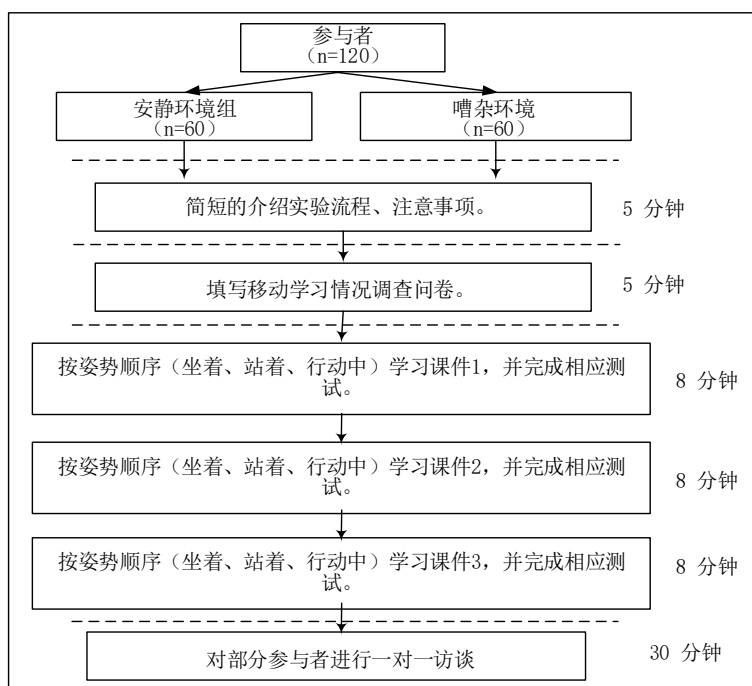 参与者
（n=120）
安静环境组
（n=60）
嘈杂环境
（n=60）
简短的介绍实验流程、注意事项。
5 分钟
填写移动学习情况调查问卷。
5 分钟
按姿势顺序（坐着、站着、行动中）学习课件1，并完成相应测
试。
8 分钟
按姿势顺序（坐着、站着、行动中）学习课件2，并完成相应测
试。
8 分钟
按姿势顺序（坐着、站着、行动中）学习课件3，并完成相应测
试。
8 分钟
对部分参与者进行一对一访谈
30 分钟